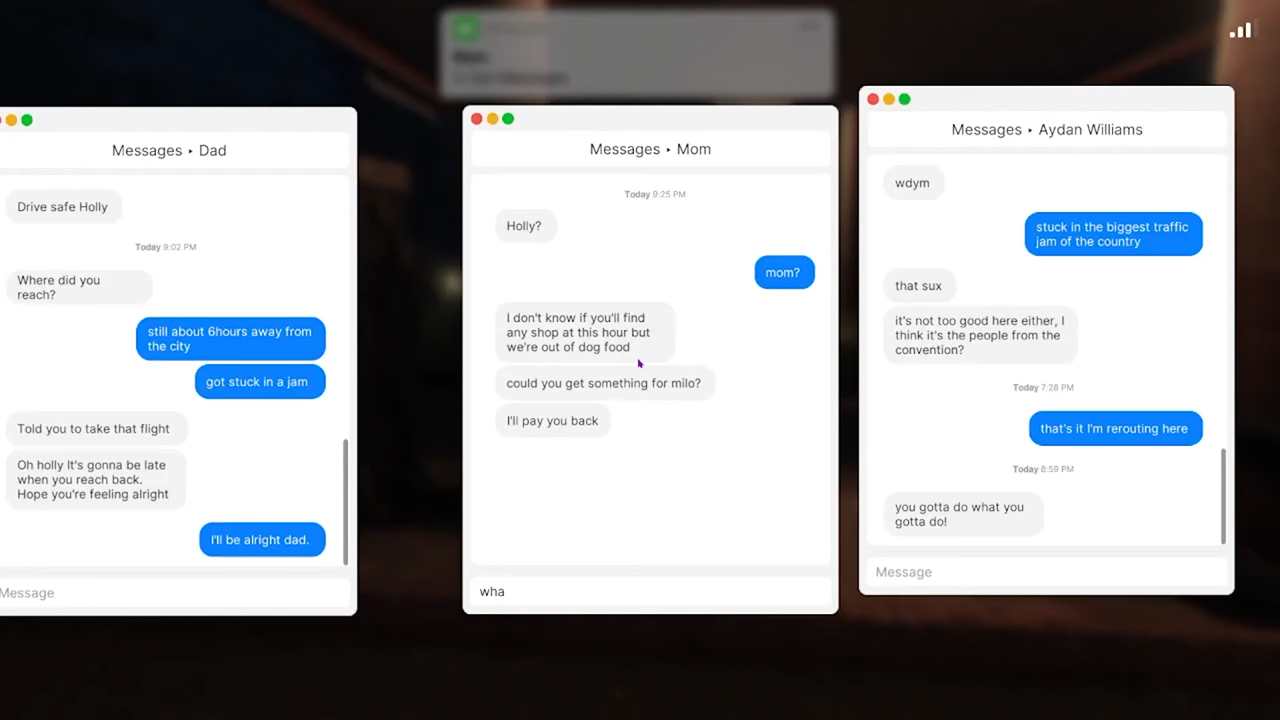 Messages ▸ Dad
Drive safe Holly
Today 9:02 PM
Where did you
reach?
still about 6hours away from
the city
got stuck in a jam
Told you to take that flight
Oh holly It's gonna be late
when you reach back.
Hope you're feeling alright
I'll be alright dad.
Message
Messages ▸ Mom
Today 9:25 PM
Holly?
mom?
I don't know if you'll find
any shop at this hour but
we're out of dog food
could you get something for milo?
I'll pay you back
wha
Messages ▸ Aydan Williams
wdym
stuck in the biggest traffic
jam of the country
that sux
it's not too good here either, I
think it's the people from the
convention?
Today 7:28 PM
that's it I'm rerouting here
Today 8:59 PM
you gotta do what you
gotta do!
Message